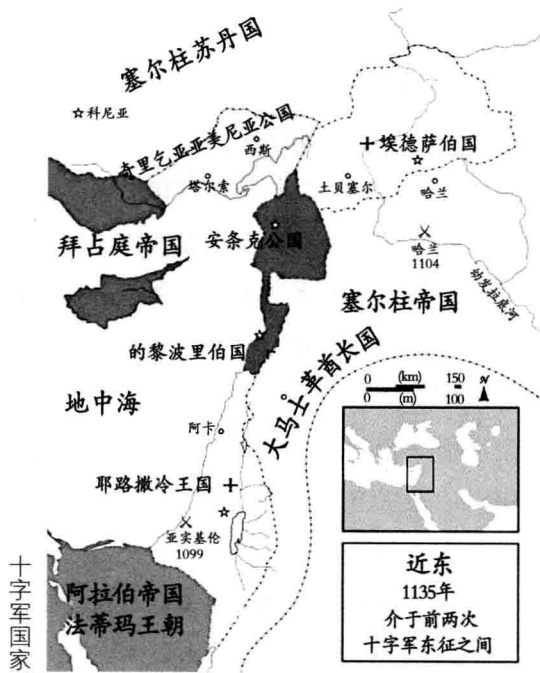 塞尔柱苏丹国
科尼亚
奇里乞亚亚美尼亚公国
西斯
埃德萨伯国
塔尔索
土贝塞尔
哈兰
安条克公国
拜占庭帝国
哈兰
1104
幼发拉底河
塞尔柱帝国
的黎波里伯国
大马士革酋长国
0 (km) 150
0 (m) 100
N
地中海
阿卡
耶路撒冷王国
亚实基伦
1099
阿拉伯帝国
法蒂玛王朝
近东
1135年
介于前两次
十字军东征之间
十字军国家